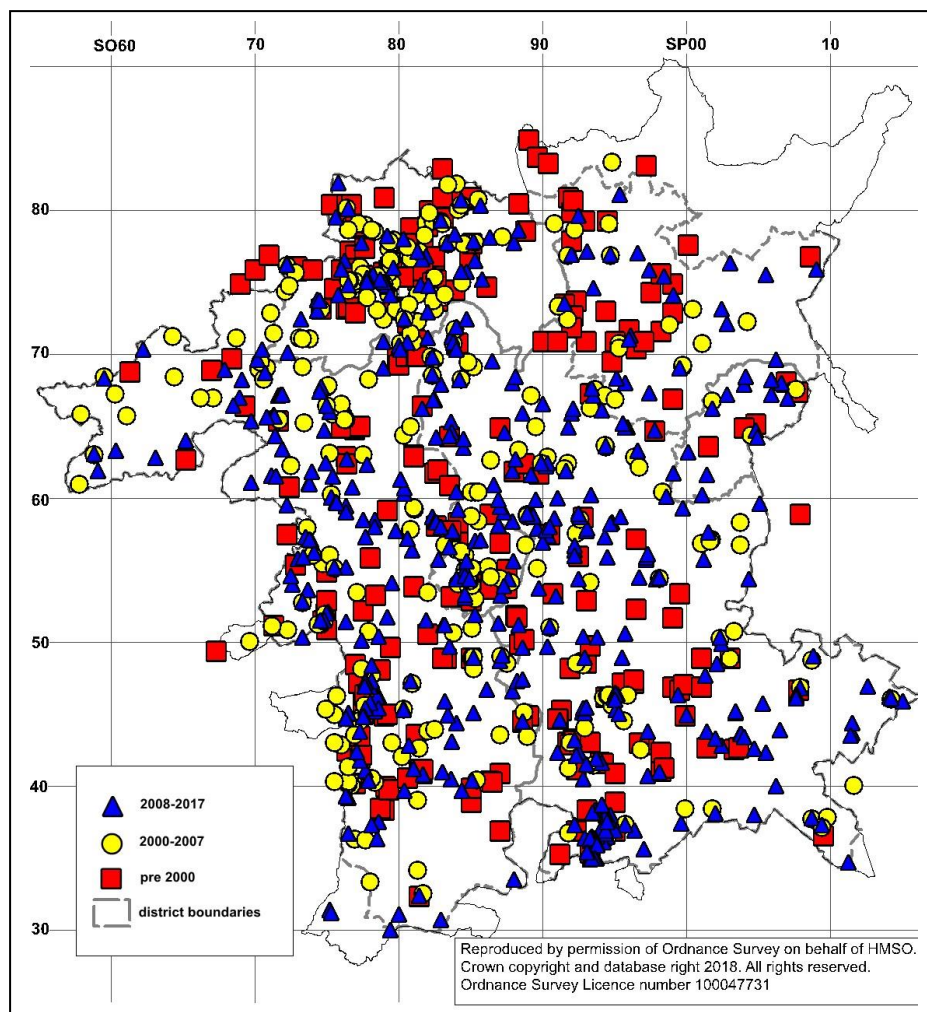 SO60 70 80 90 SP00 10
80
70
60
50
40
30
2008-2017
2000-2007
pre 2000
district boundaries
Reproduced by permission of Ordnance Survey on behalf of HMSO.
Crown copyright and database right 2018. All rights reserved.
Ordnance Survey Licence number 100047731